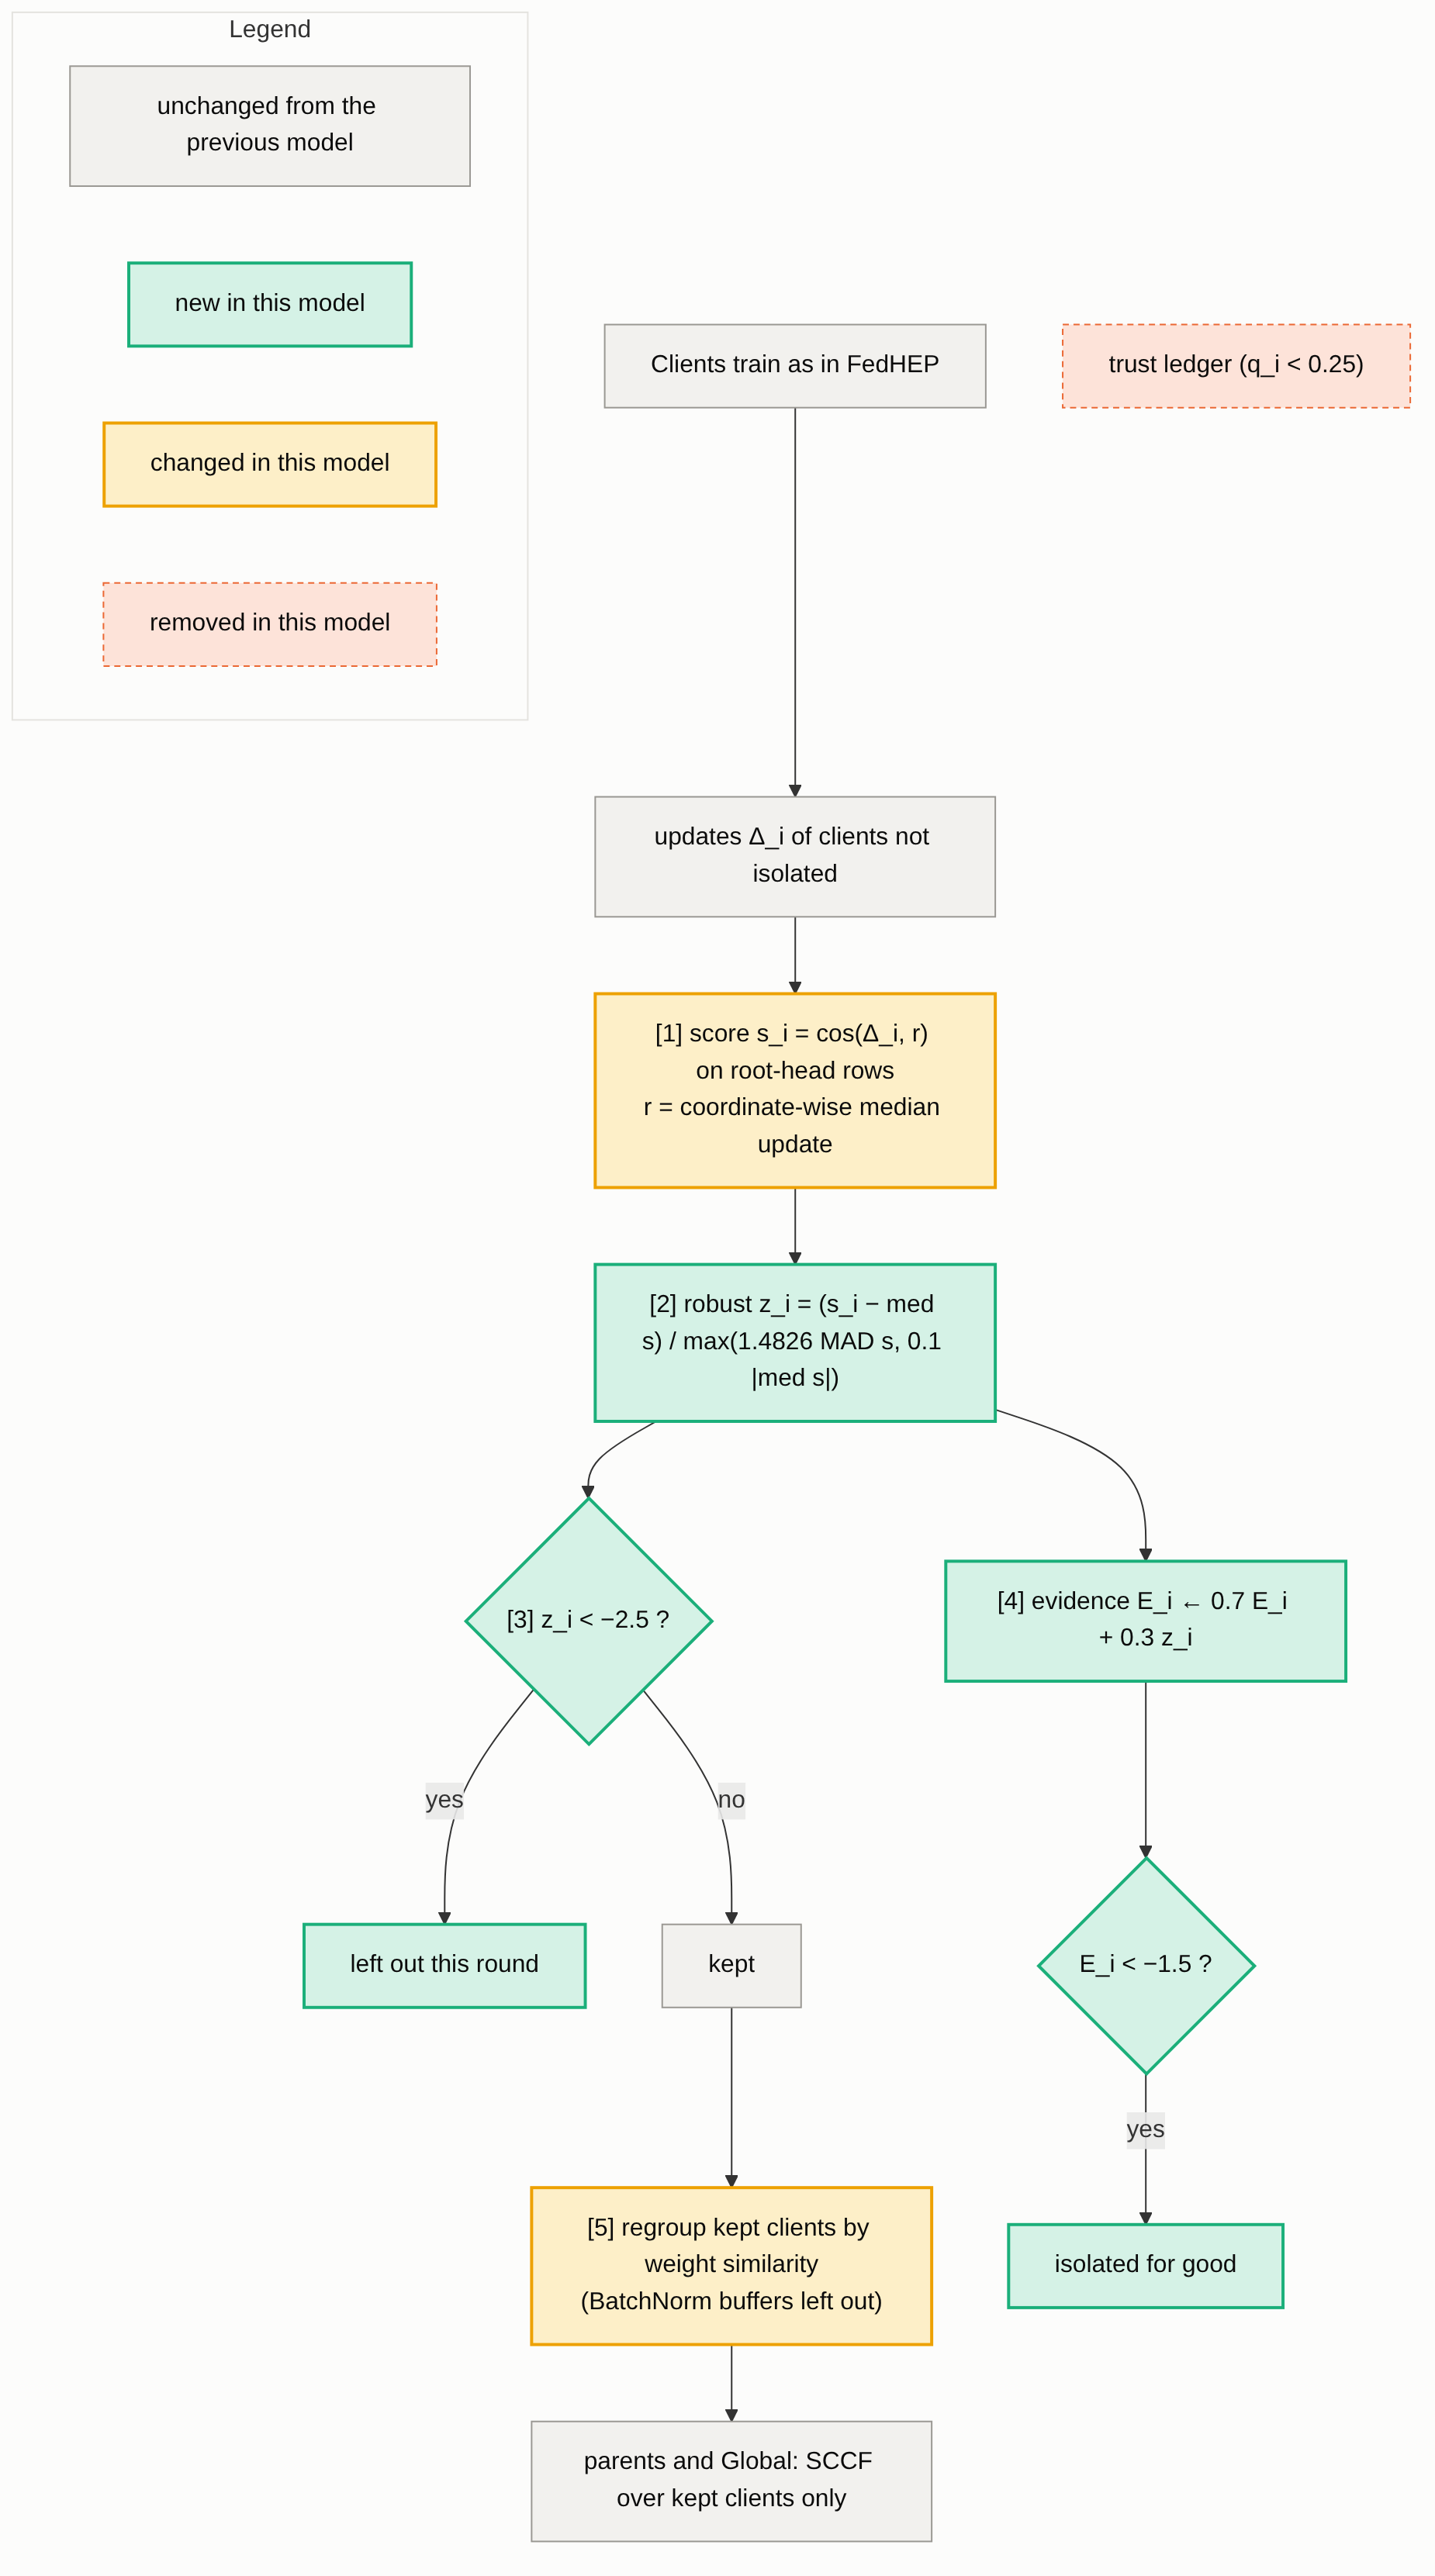 Legend
unchanged from the
previous model
new in this model
changed in this model
removed in this model
Clients train as in FedHEP
trust ledger (q_i < 0.25)
updates Δ_i of clients not
isolated
[1] score s_i = cos(Δ_i, r)
on root-head rows
r = coordinate-wise median
update
[2] robust z_i = (s_i − med
s) / max(1.4826 MAD s, 0.1
|med s|)
[3] z_i < −2.5 ?
[4] evidence E_i ← 0.7 E_i
+ 0.3 z_i
yes
no
left out this round
kept
E_i < −1.5 ?
yes
[5] regroup kept clients by
weight similarity
(BatchNorm buffers left out)
isolated for good
parents and Global: SCCF
over kept clients only